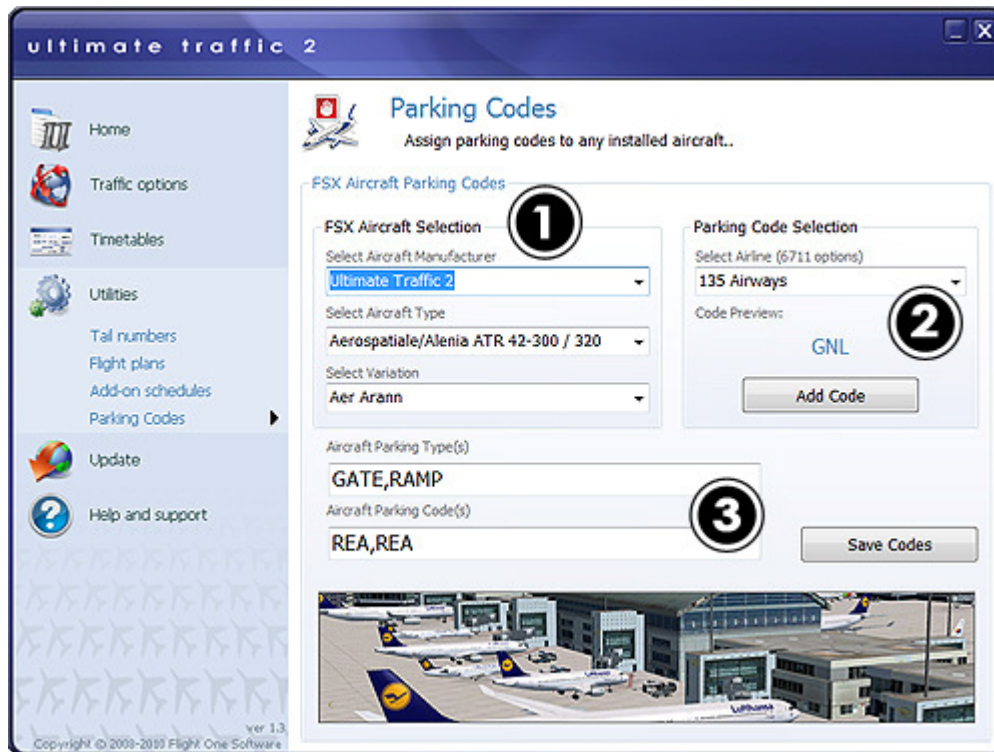 ultimate traffic 2
Home
Traffic options
Timetables
Utilities
Tail numbers
Flight plans
Add-on schedules
Parking Codes
Update
Help and support
ver 1.3
Copyright © 2008-2010 Flight One Software
Parking Codes
Assign parking codes to any installed aircraft..
FSX Aircraft Parking Codes
1
FSX Aircraft Selection
Select Aircraft Manufacturer
Ultimate Traffic 2
Select Aircraft Type
Aerospatiale/Alenia ATR 42-300 / 320
Select Variation
Aer Arann
Parking Code Selection
Select Airline (6711 options)
135 Airways
2
Code Preview:
GNL
Add Code
Aircraft Parking Type(s)
GATE,RAMP
3
Aircraft Parking Code(s)
REA,REA
Save Codes
Lufthansa